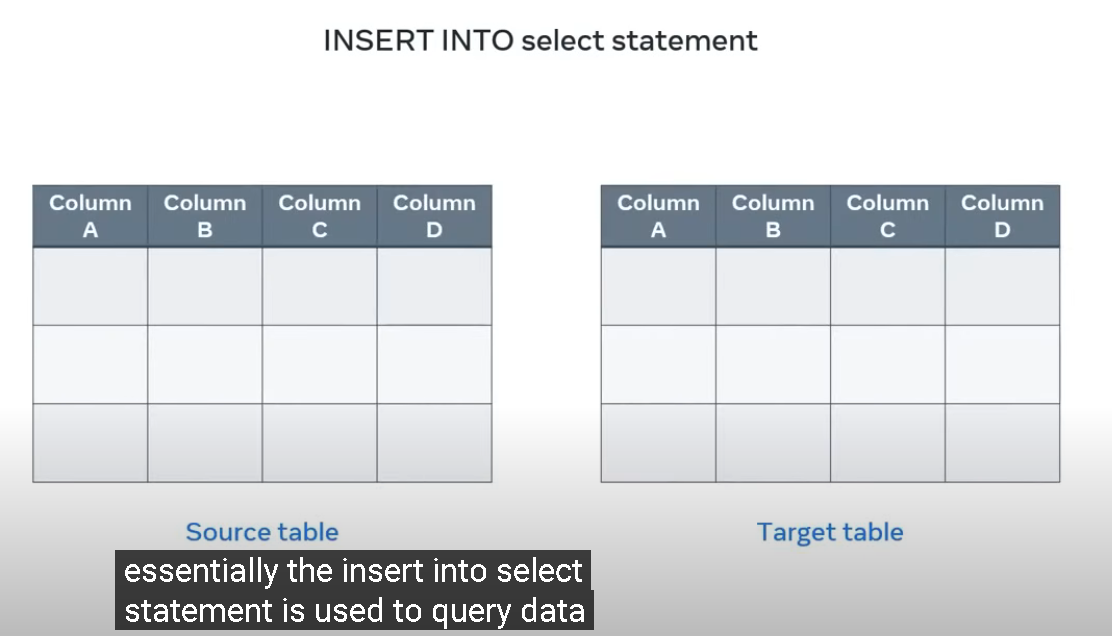 INSERT INTO select statement
Column A Column B Column C Column D
Column A Column B Column C Column D
Source table
Target table
essentially the insert into select
statement is used to query data